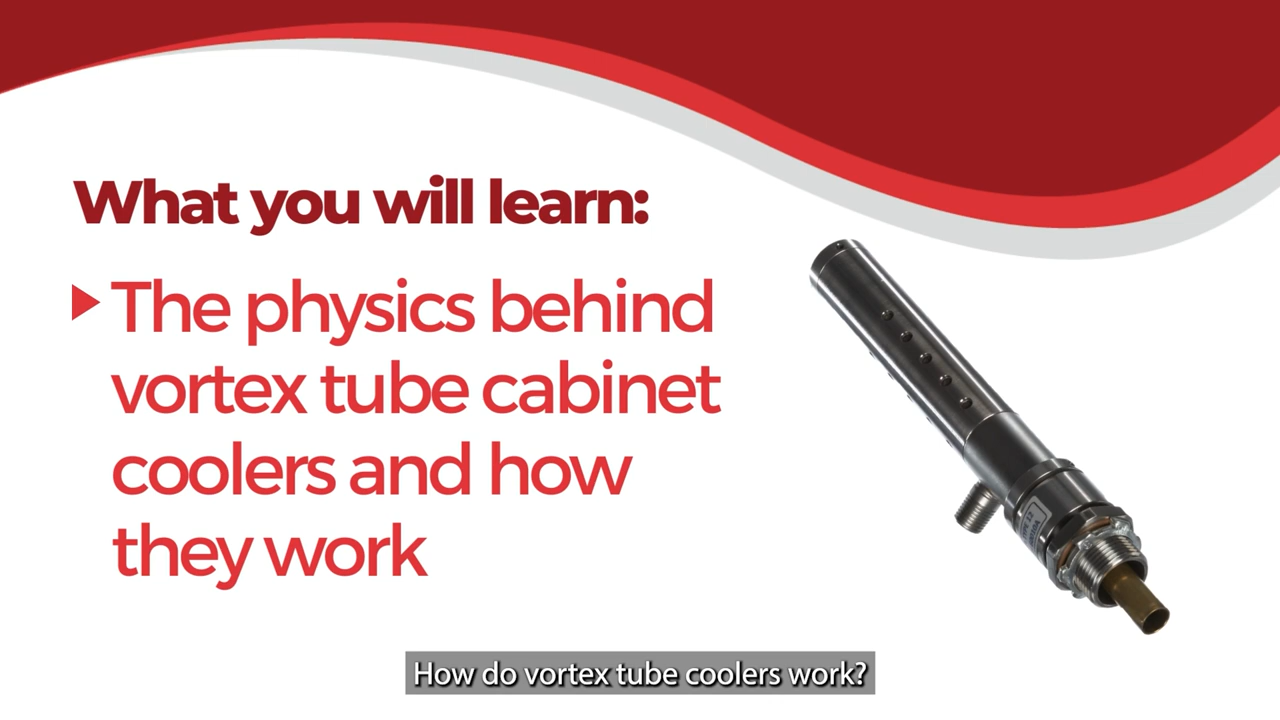 What you will learn:
The physics behind
vortex tube cabinet
coolers and how
they work
How do vortex tube coolers work?